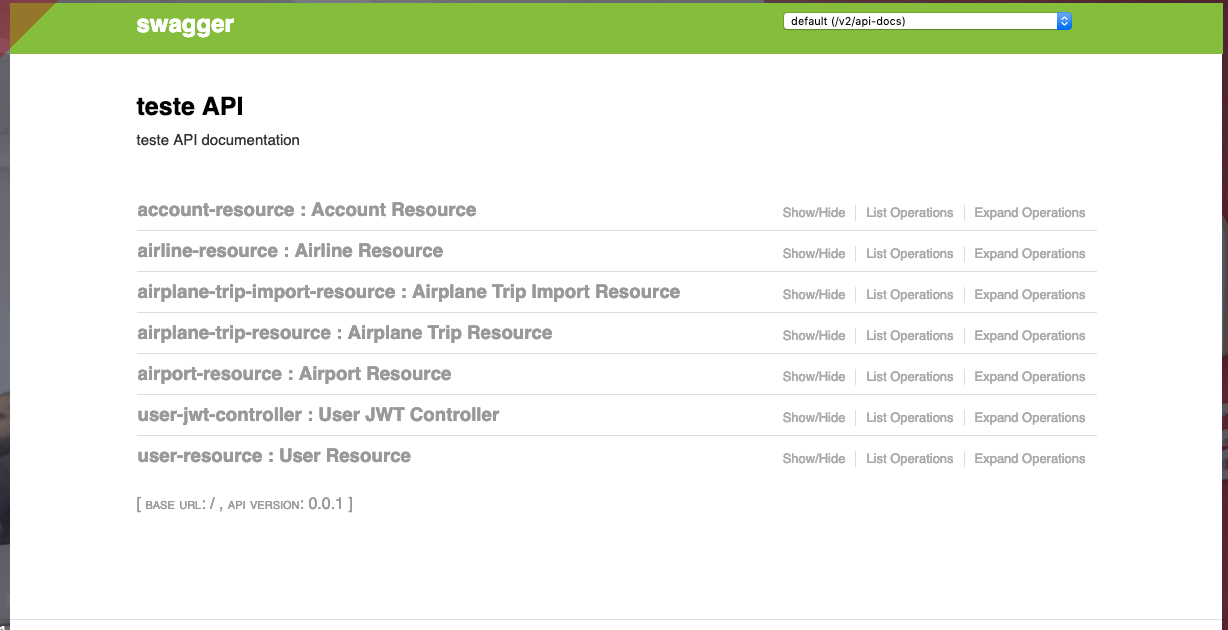 swagger default (/v2/api-docs)
teste API
teste API documentation
account-resource : Account Resource Show/Hide List Operations Expand Operations
airline-resource : Airline Resource Show/Hide List Operations Expand Operations
airplane-trip-import-resource : Airplane Trip Import Resource Show/Hide List Operations Expand Operations
airplane-trip-resource : Airplane Trip Resource Show/Hide List Operations Expand Operations
airport-resource : Airport Resource Show/Hide List Operations Expand Operations
user-jwt-controller : User JWT Controller Show/Hide List Operations Expand Operations
user-resource : User Resource Show/Hide List Operations Expand Operations
[ BASE URL: / , API VERSION: 0.0.1 ]